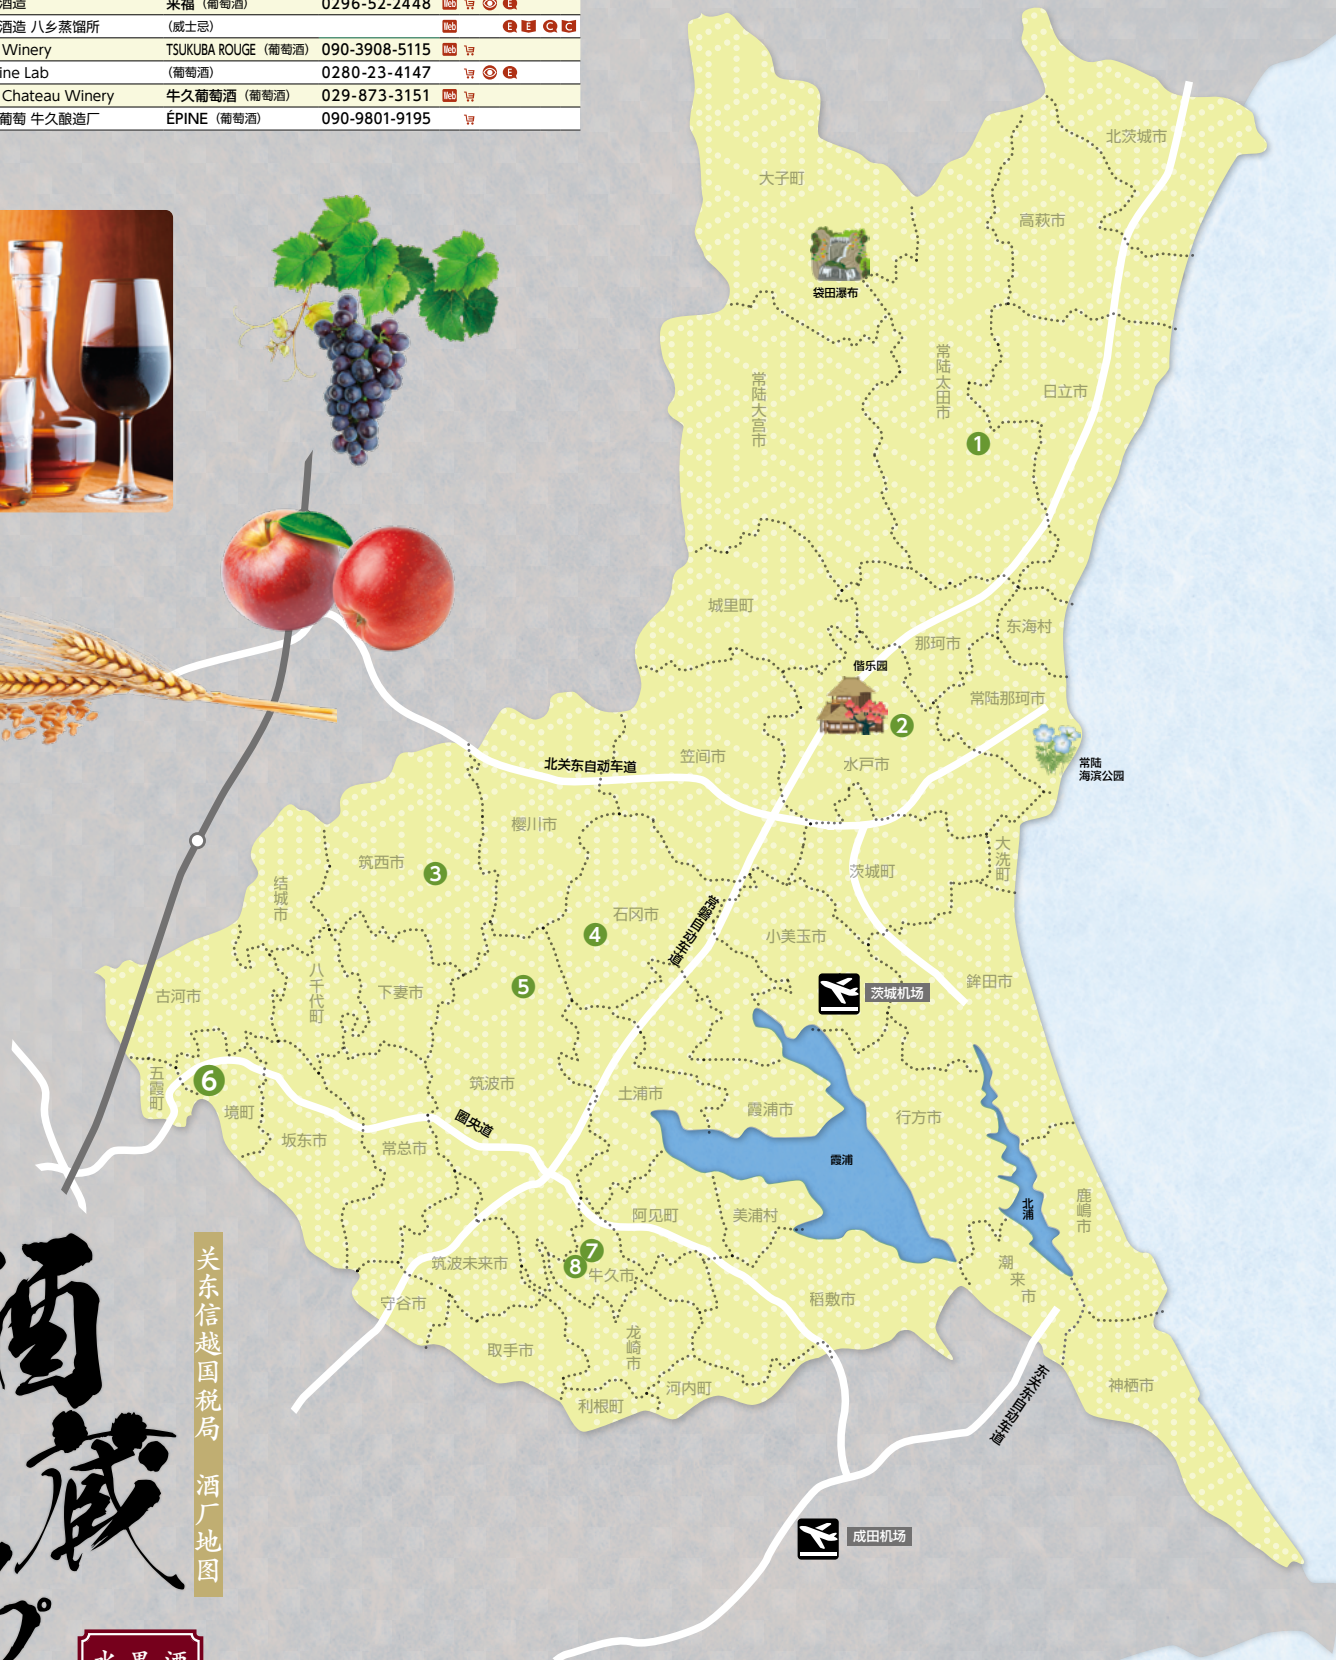 酒造 来福（葡萄酒） 0296-52-2448 Web E
酒造 八乡蒸馏所 （威士忌） Web E E C C
Winery TSUKUBA ROUGE（葡萄酒） 090-3908-5115 Web
ine Lab （葡萄酒） 0280-23-4147 E
Chateau Winery 牛久葡萄酒（葡萄酒） 029-873-3151 Web
葡萄 牛久酿造厂 ÉPINE（葡萄酒） 090-9801-9195
北茨城市
大子町
高萩市
袋田瀑布
常陆太田市
常陆大宫市
日立市
1
城里町
东海村
那珂市
偕乐园
常陆那珂市
2
水戸市
笠间市
常陆
海滨公园
北关东自动车道
樱川市
筑西市
3
大洗町
茨城町
结城市
石冈市
4
常磐自动车道
小美玉市
5
八千代町
下妻市
古河市
茨城机场
鉾田市
五霞町
6
境町
筑波市
土浦市
霞浦市
行方市
圈央道
坂东市
常总市
霞浦
北浦
鹿嶋市
阿见町
美浦村
7
8
牛久市
筑波未来市
潮来市
守谷市
稻敷市
取手市
龙崎市
河内町
利根町
神栖市
东关东自动车道
成田机场
关东信越国税局 酒厂地图
酒蔵
プ
水果酒